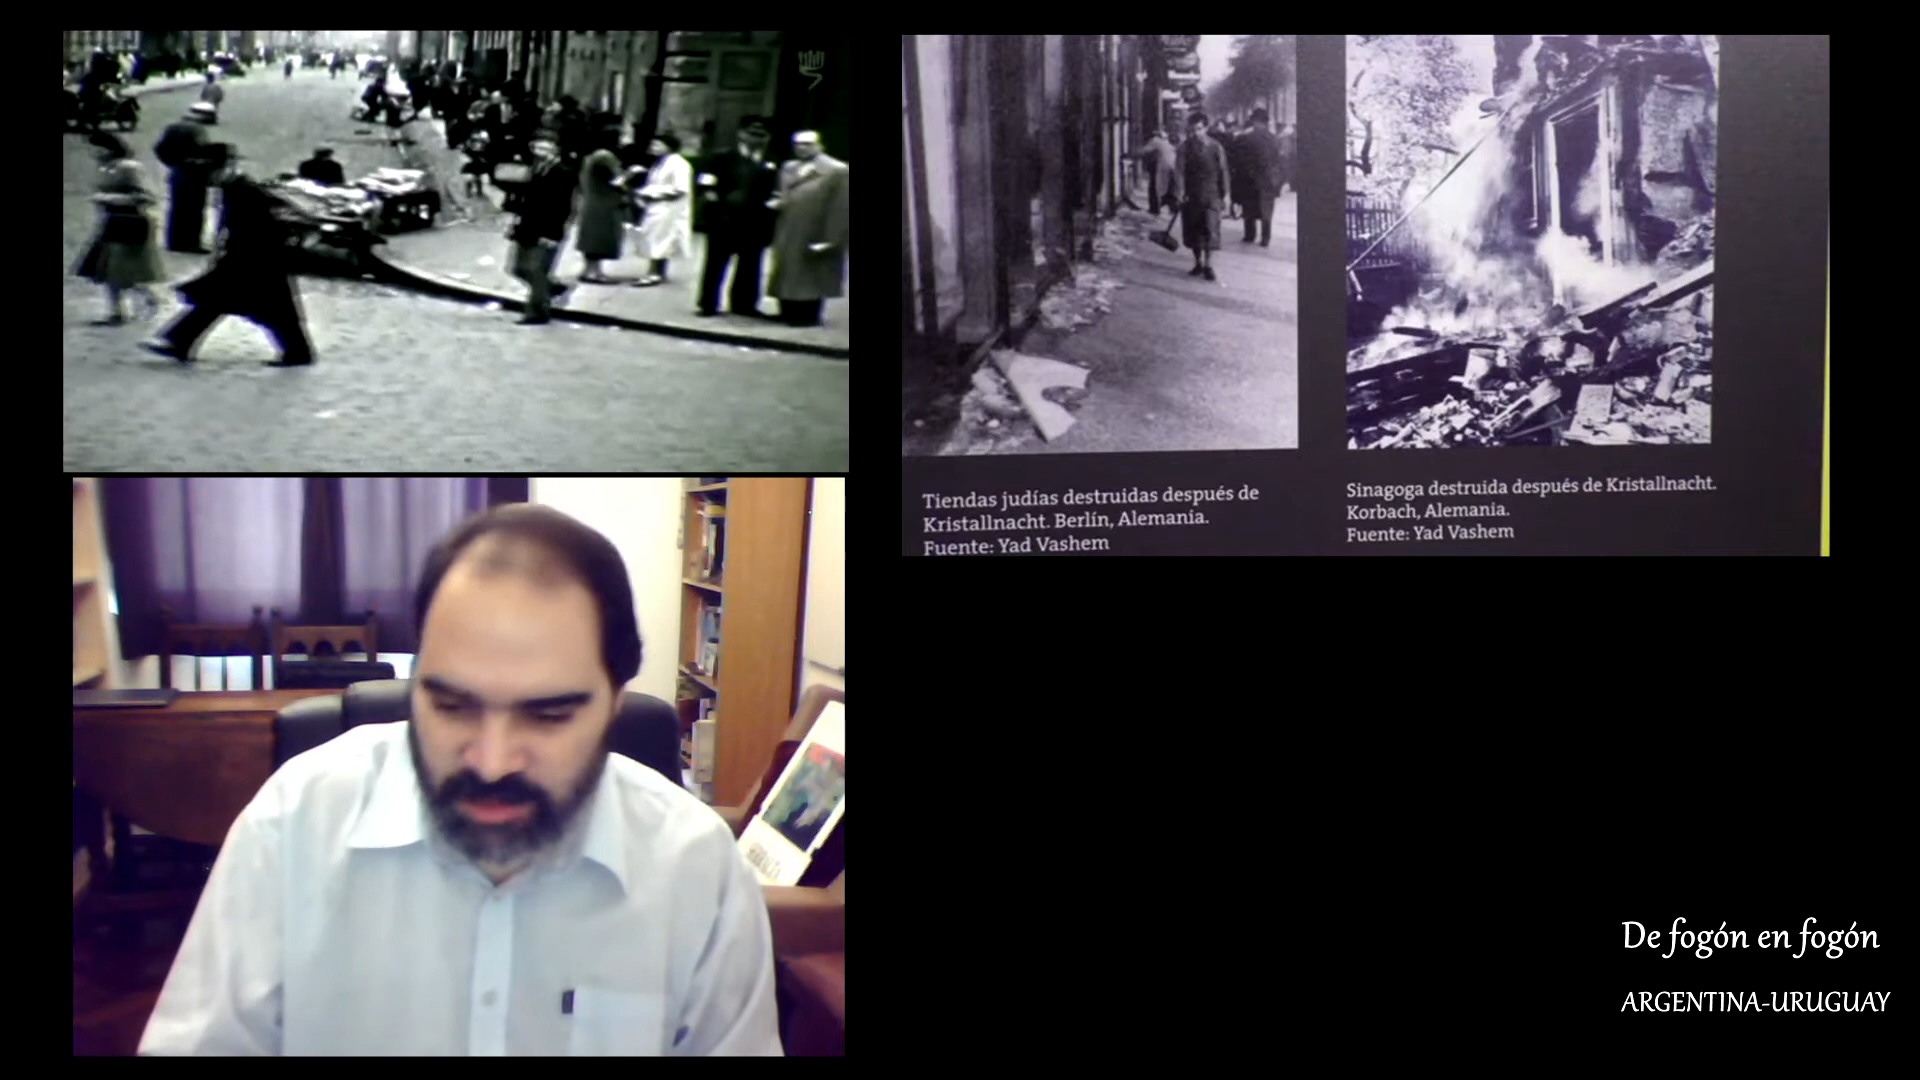 Tiendas judías destruidas después de
Kristallnacht. Berlín, Alemania.
Fuente: Yad Vashem
Sinagoga destruida después de Kristallnacht.
Korbach, Alemania.
Fuente: Yad Vashem
De fogón en fogón
ARGENTINA-URUGUAY